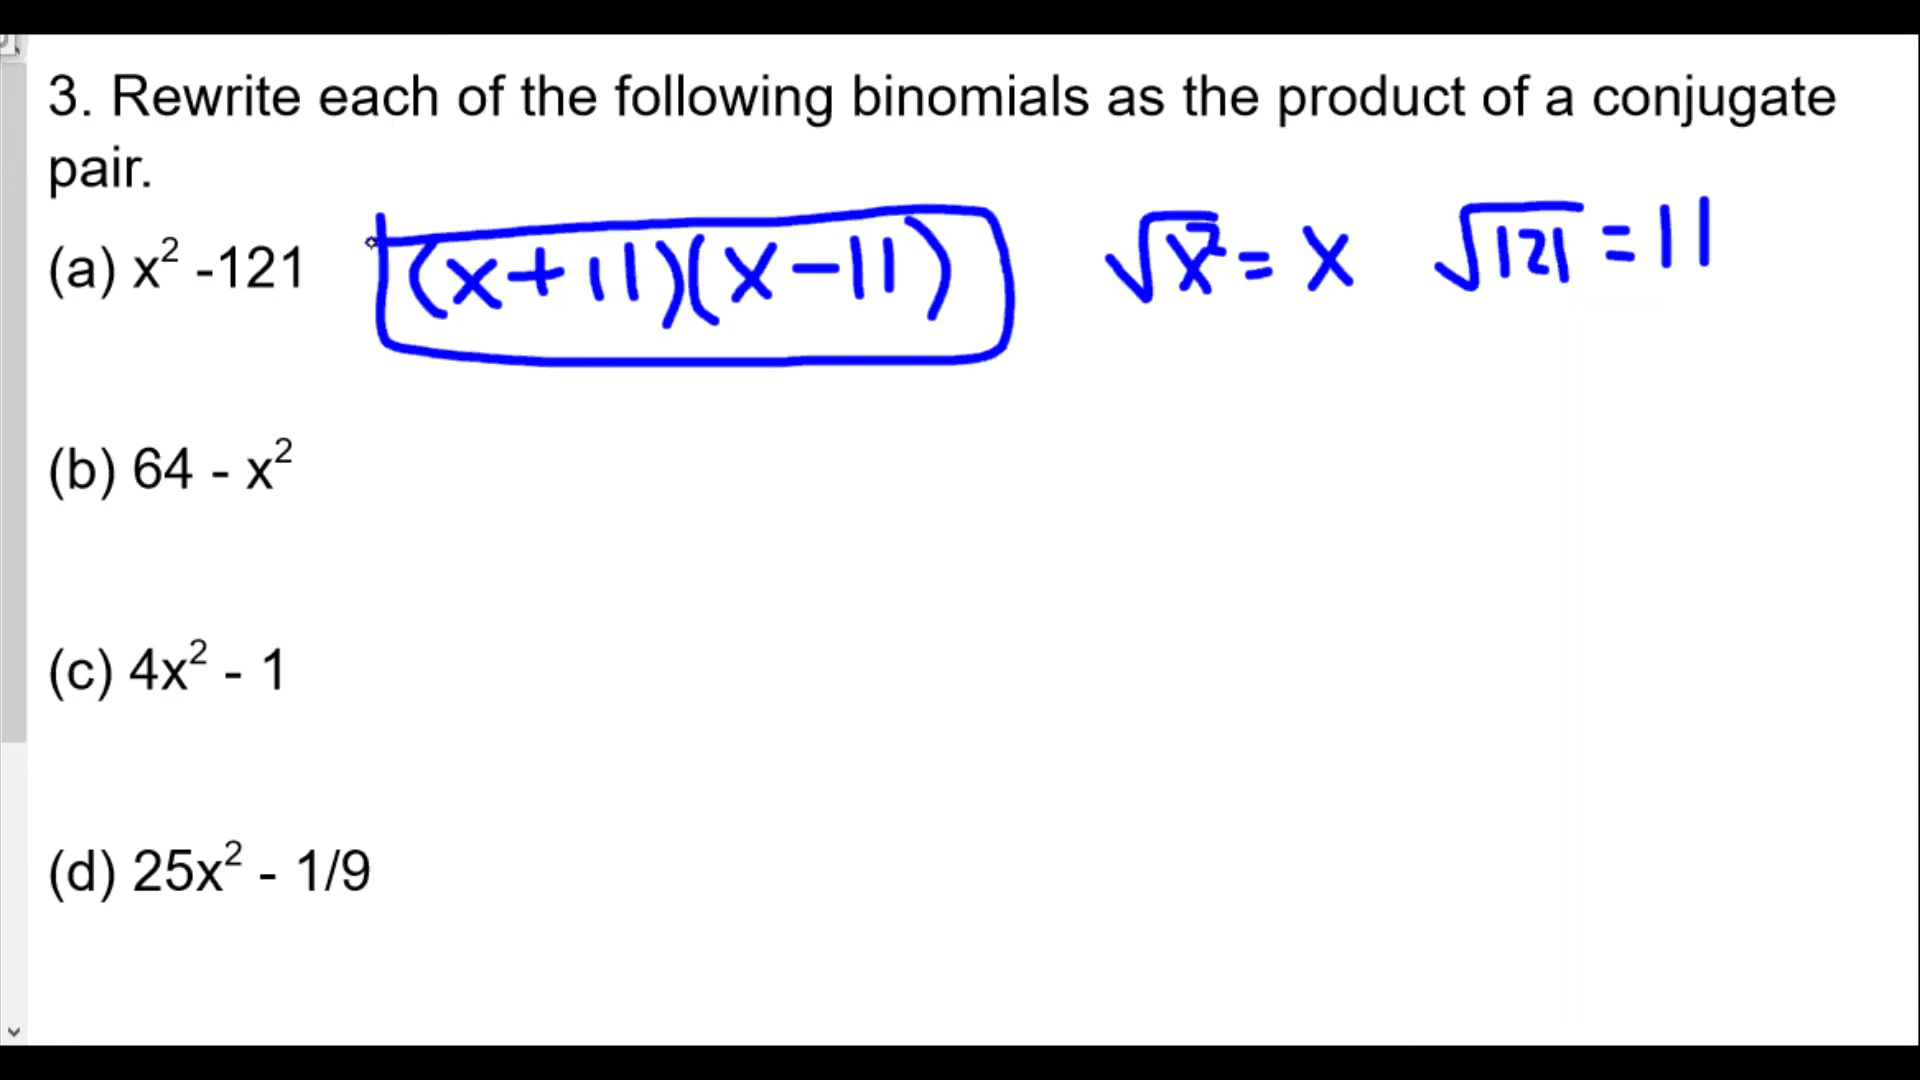 3. Rewrite each of the following binomials as the product of a conjugate
pair.
(a) x² -121 (x+11)(x-11) √x² = x √121 = 11
(b) 64 - x²
(c) 4x² - 1
(d) 25x² - 1/9